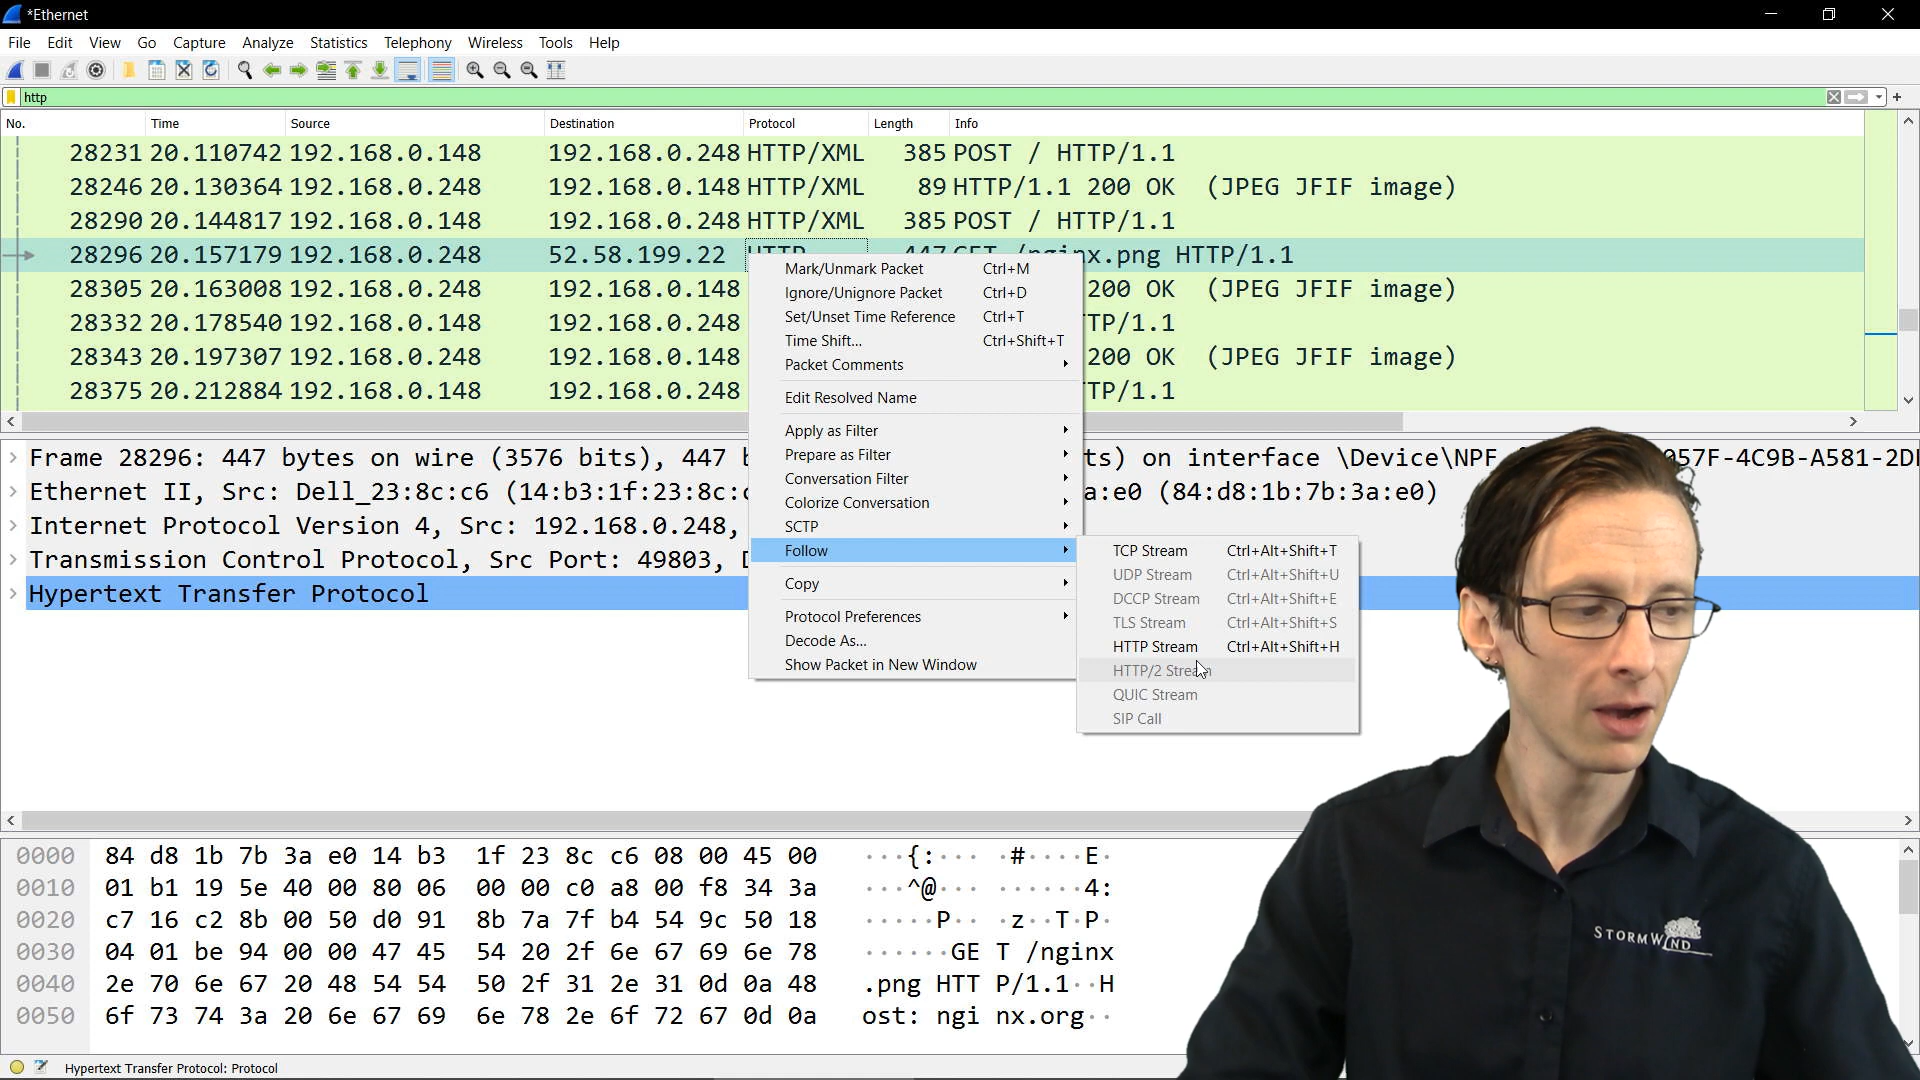 *Ethernet
File Edit View Go Capture Analyze Statistics Telephony Wireless Tools Help
http
No. Time Source Destination Protocol Length Info
28231 20.110742 192.168.0.148 192.168.0.248 HTTP/XML 385 POST / HTTP/1.1
28246 20.130364 192.168.0.248 192.168.0.148 HTTP/XML 89 HTTP/1.1 200 OK (JPEG JFIF image)
28290 20.144817 192.168.0.148 192.168.0.248 HTTP/XML 385 POST / HTTP/1.1
28296 20.157179 192.168.0.248 52.58.199.22 HTTP 447 GET /nginx.png HTTP/1.1
28305 20.163008 192.168.0.248 192.168.0.148 200 OK (JPEG JFIF image)
28332 20.178540 192.168.0.148 192.168.0.248 TP/1.1
28343 20.197307 192.168.0.248 192.168.0.148 200 OK (JPEG JFIF image)
28375 20.212884 192.168.0.148 192.168.0.248 TP/1.1
Mark/Unmark Packet Ctrl+M
Ignore/Unignore Packet Ctrl+D
Set/Unset Time Reference Ctrl+T
Time Shift... Ctrl+Shift+T
Packet Comments
Edit Resolved Name
Apply as Filter
Prepare as Filter
Conversation Filter
Colorize Conversation
SCTP
Follow
Copy
Protocol Preferences
Decode As...
Show Packet in New Window
TCP Stream Ctrl+Alt+Shift+T
UDP Stream Ctrl+Alt+Shift+U
DCCP Stream Ctrl+Alt+Shift+E
TLS Stream Ctrl+Alt+Shift+S
HTTP Stream Ctrl+Alt+Shift+H
HTTP/2 Stream
QUIC Stream
SIP Call
Frame 28296: 447 bytes on wire (3576 bits), 447 ts) on interface \Device\NPF 057F-4C9B-A581-2D
Ethernet II, Src: Dell_23:8c:c6 (14:b3:1f:23:8c: a:e0 (84:d8:1b:7b:3a:e0)
Internet Protocol Version 4, Src: 192.168.0.248,
Transmission Control Protocol, Src Port: 49803,
Hypertext Transfer Protocol
0000 84 d8 1b 7b 3a e0 14 b3 1f 23 8c c6 08 00 45 00 ···{:··· ·#····E·
0010 01 b1 19 5e 40 00 80 06 00 00 c0 a8 00 f8 34 3a ···^@··· ······4:
0020 c7 16 c2 8b 00 50 d0 91 8b 7a 7f b4 54 9c 50 18 ·····P·· ·z··T·P·
0030 04 01 be 94 00 00 47 45 54 20 2f 6e 67 69 6e 78 ······GE T /nginx
0040 2e 70 6e 67 20 48 54 54 50 2f 31 2e 31 0d 0a 48 .png HTT P/1.1··H
0050 6f 73 74 3a 20 6e 67 69 6e 78 2e 6f 72 67 0d 0a ost: ngi nx.org··
Hypertext Transfer Protocol: Protocol
STORMWIND